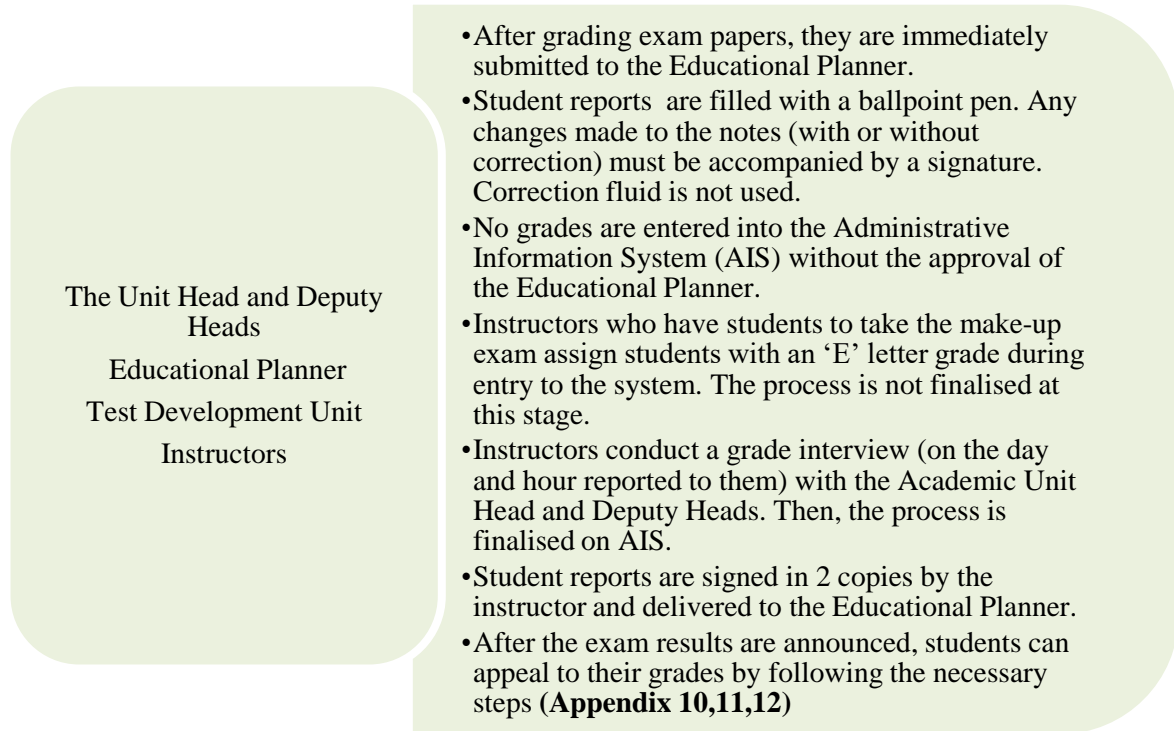 The Unit Head and Deputy
Heads
Educational Planner
Test Development Unit
Instructors
•After grading exam papers, they are immediately
submitted to the Educational Planner.
•Student reports are filled with a ballpoint pen. Any
changes made to the notes (with or without
correction) must be accompanied by a signature.
Correction fluid is not used.
•No grades are entered into the Administrative
Information System (AIS) without the approval of
the Educational Planner.
•Instructors who have students to take the make-up
exam assign students with an ‘E’ letter grade during
entry to the system. The process is not finalised at
this stage.
•Instructors conduct a grade interview (on the day
and hour reported to them) with the Academic Unit
Head and Deputy Heads. Then, the process is
finalised on AIS.
•Student reports are signed in 2 copies by the
instructor and delivered to the Educational Planner.
•After the exam results are announced, students can
appeal to their grades by following the necessary
steps (Appendix 10,11,12)